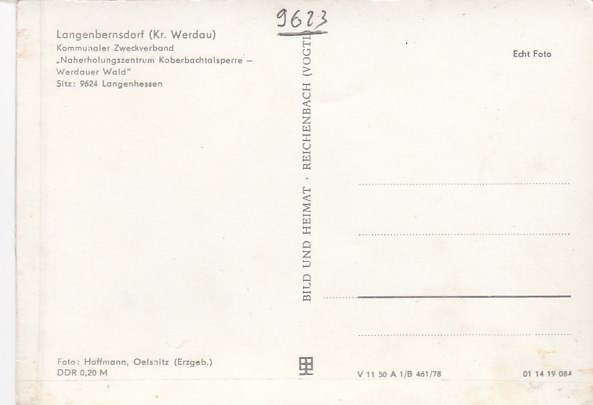 9623
Langenbernsdorf (Kr. Werdau)
Kommunaler Zweckverband
„Naherholungszentrum Koberbachtalsperre –
Werdauer Wald"
Sitz: 9624 Langenhessen
Echt Foto
BILD UND HEIMAT · REICHENBACH (VOGTL)
Foto: Hoffmann, Oelsnitz (Erzgeb.)
DDR 0,20 M
V 11 50 A 1/B 461/78
01 14 19 084